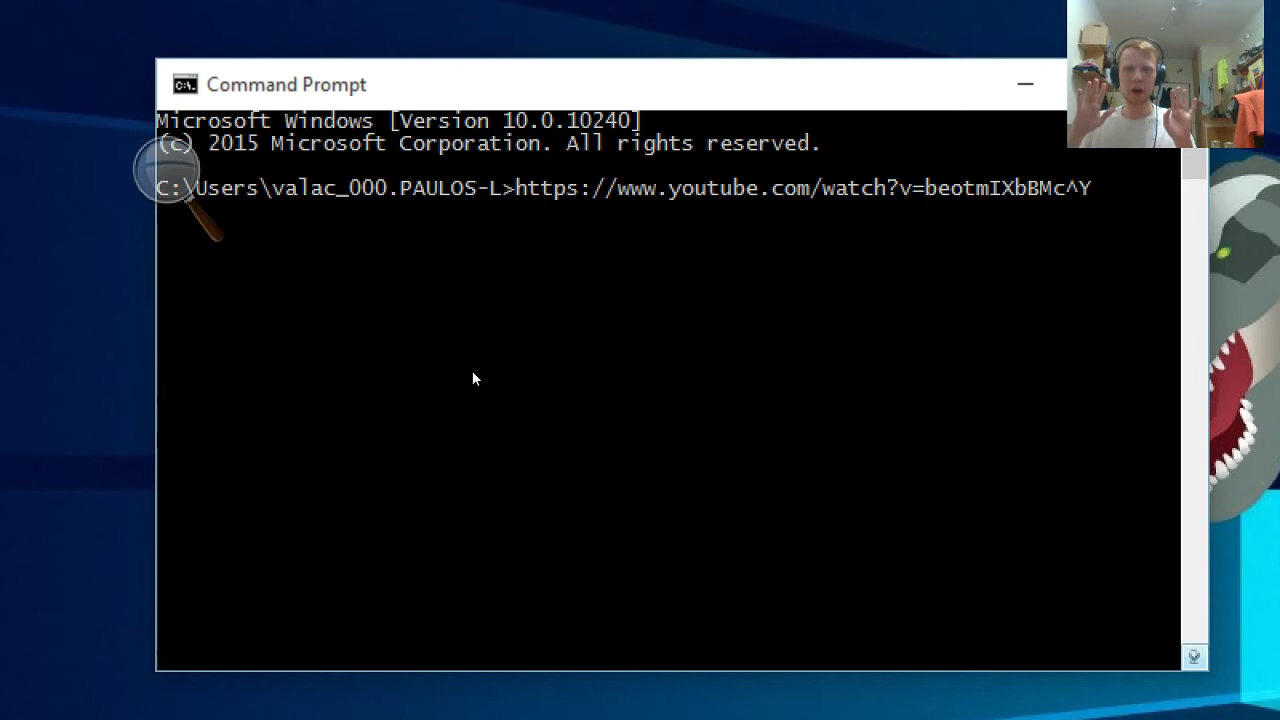 Command Prompt
Microsoft Windows [Version 10.0.10240]
(c) 2015 Microsoft Corporation. All rights reserved.
C:\Users\valac_000.PAULOS-L>https://www.youtube.com/watch?v=beotmIXbBMc^Y